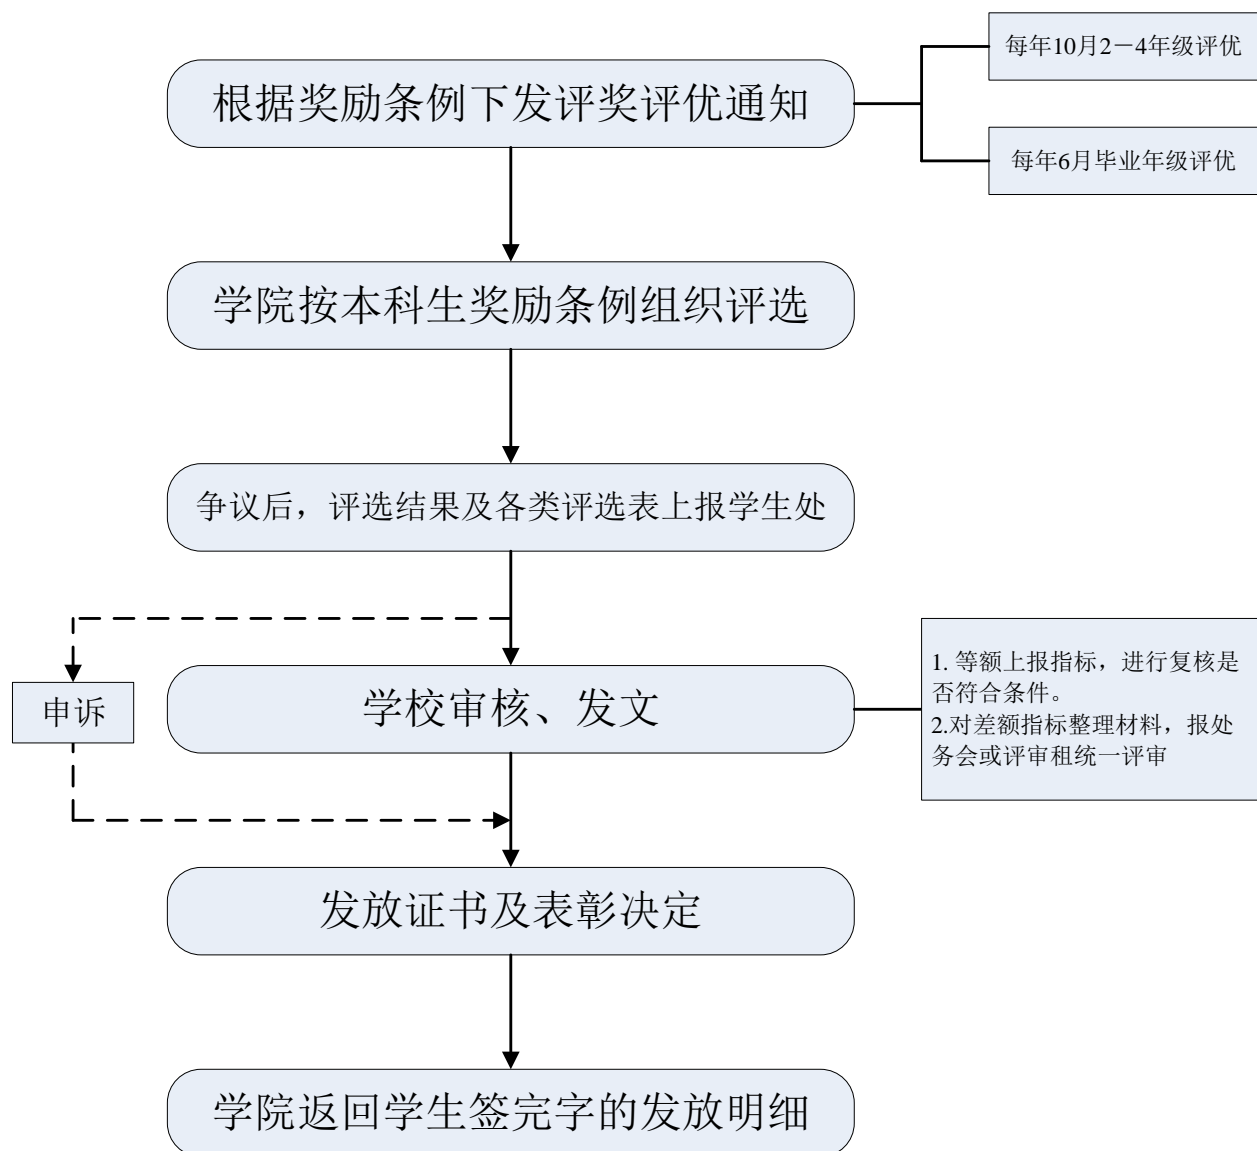 每年10月2－4年级评优
根据奖励条例下发评奖评优通知
每年6月毕业年级评优
学院按本科生奖励条例组织评选
争议后，评选结果及各类评选表上报学生处
申诉
学校审核、发文
1. 等额上报指标，进行复核是
否符合条件。
2.对差额指标整理材料，报处
务会或评审租统一评审
发放证书及表彰决定
学院返回学生签完字的发放明细